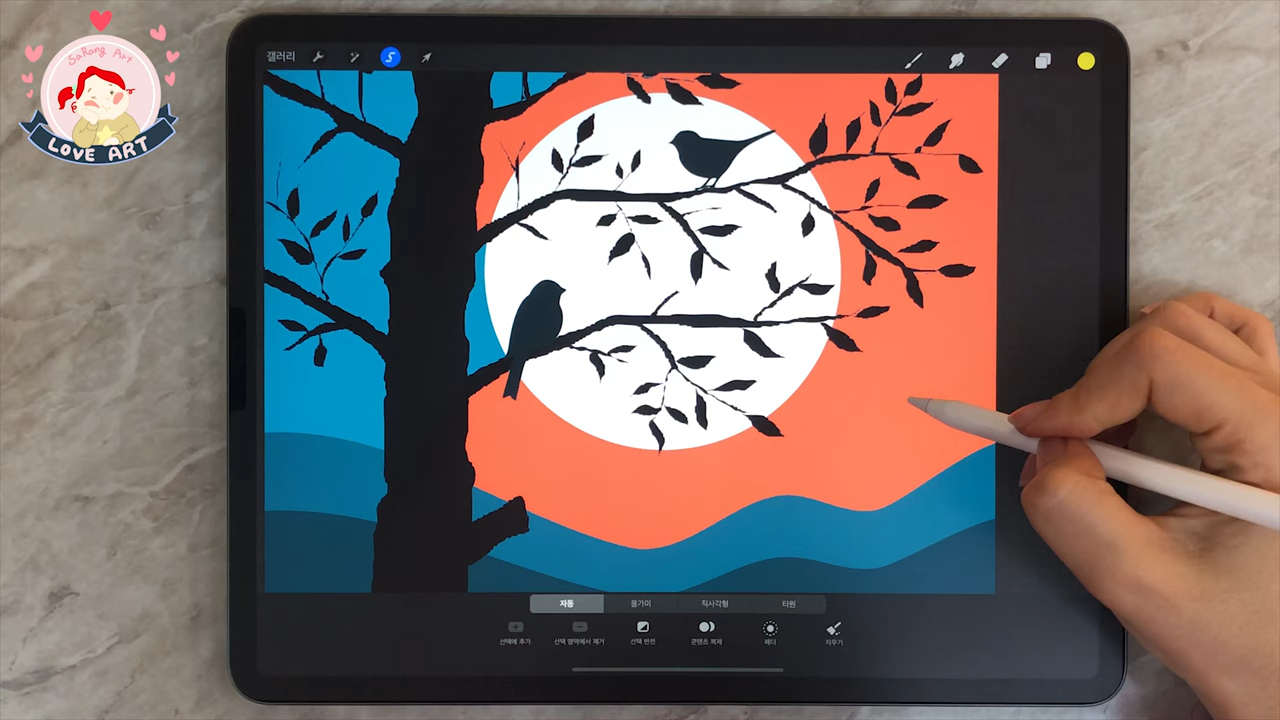 SaRang Art
LOVE ART
갤러리
S
자동
올가미
직사각형
타원
선택에 추가
선택 영역에서 제거
선택 반전
콘텐츠 복제
페더
지우기